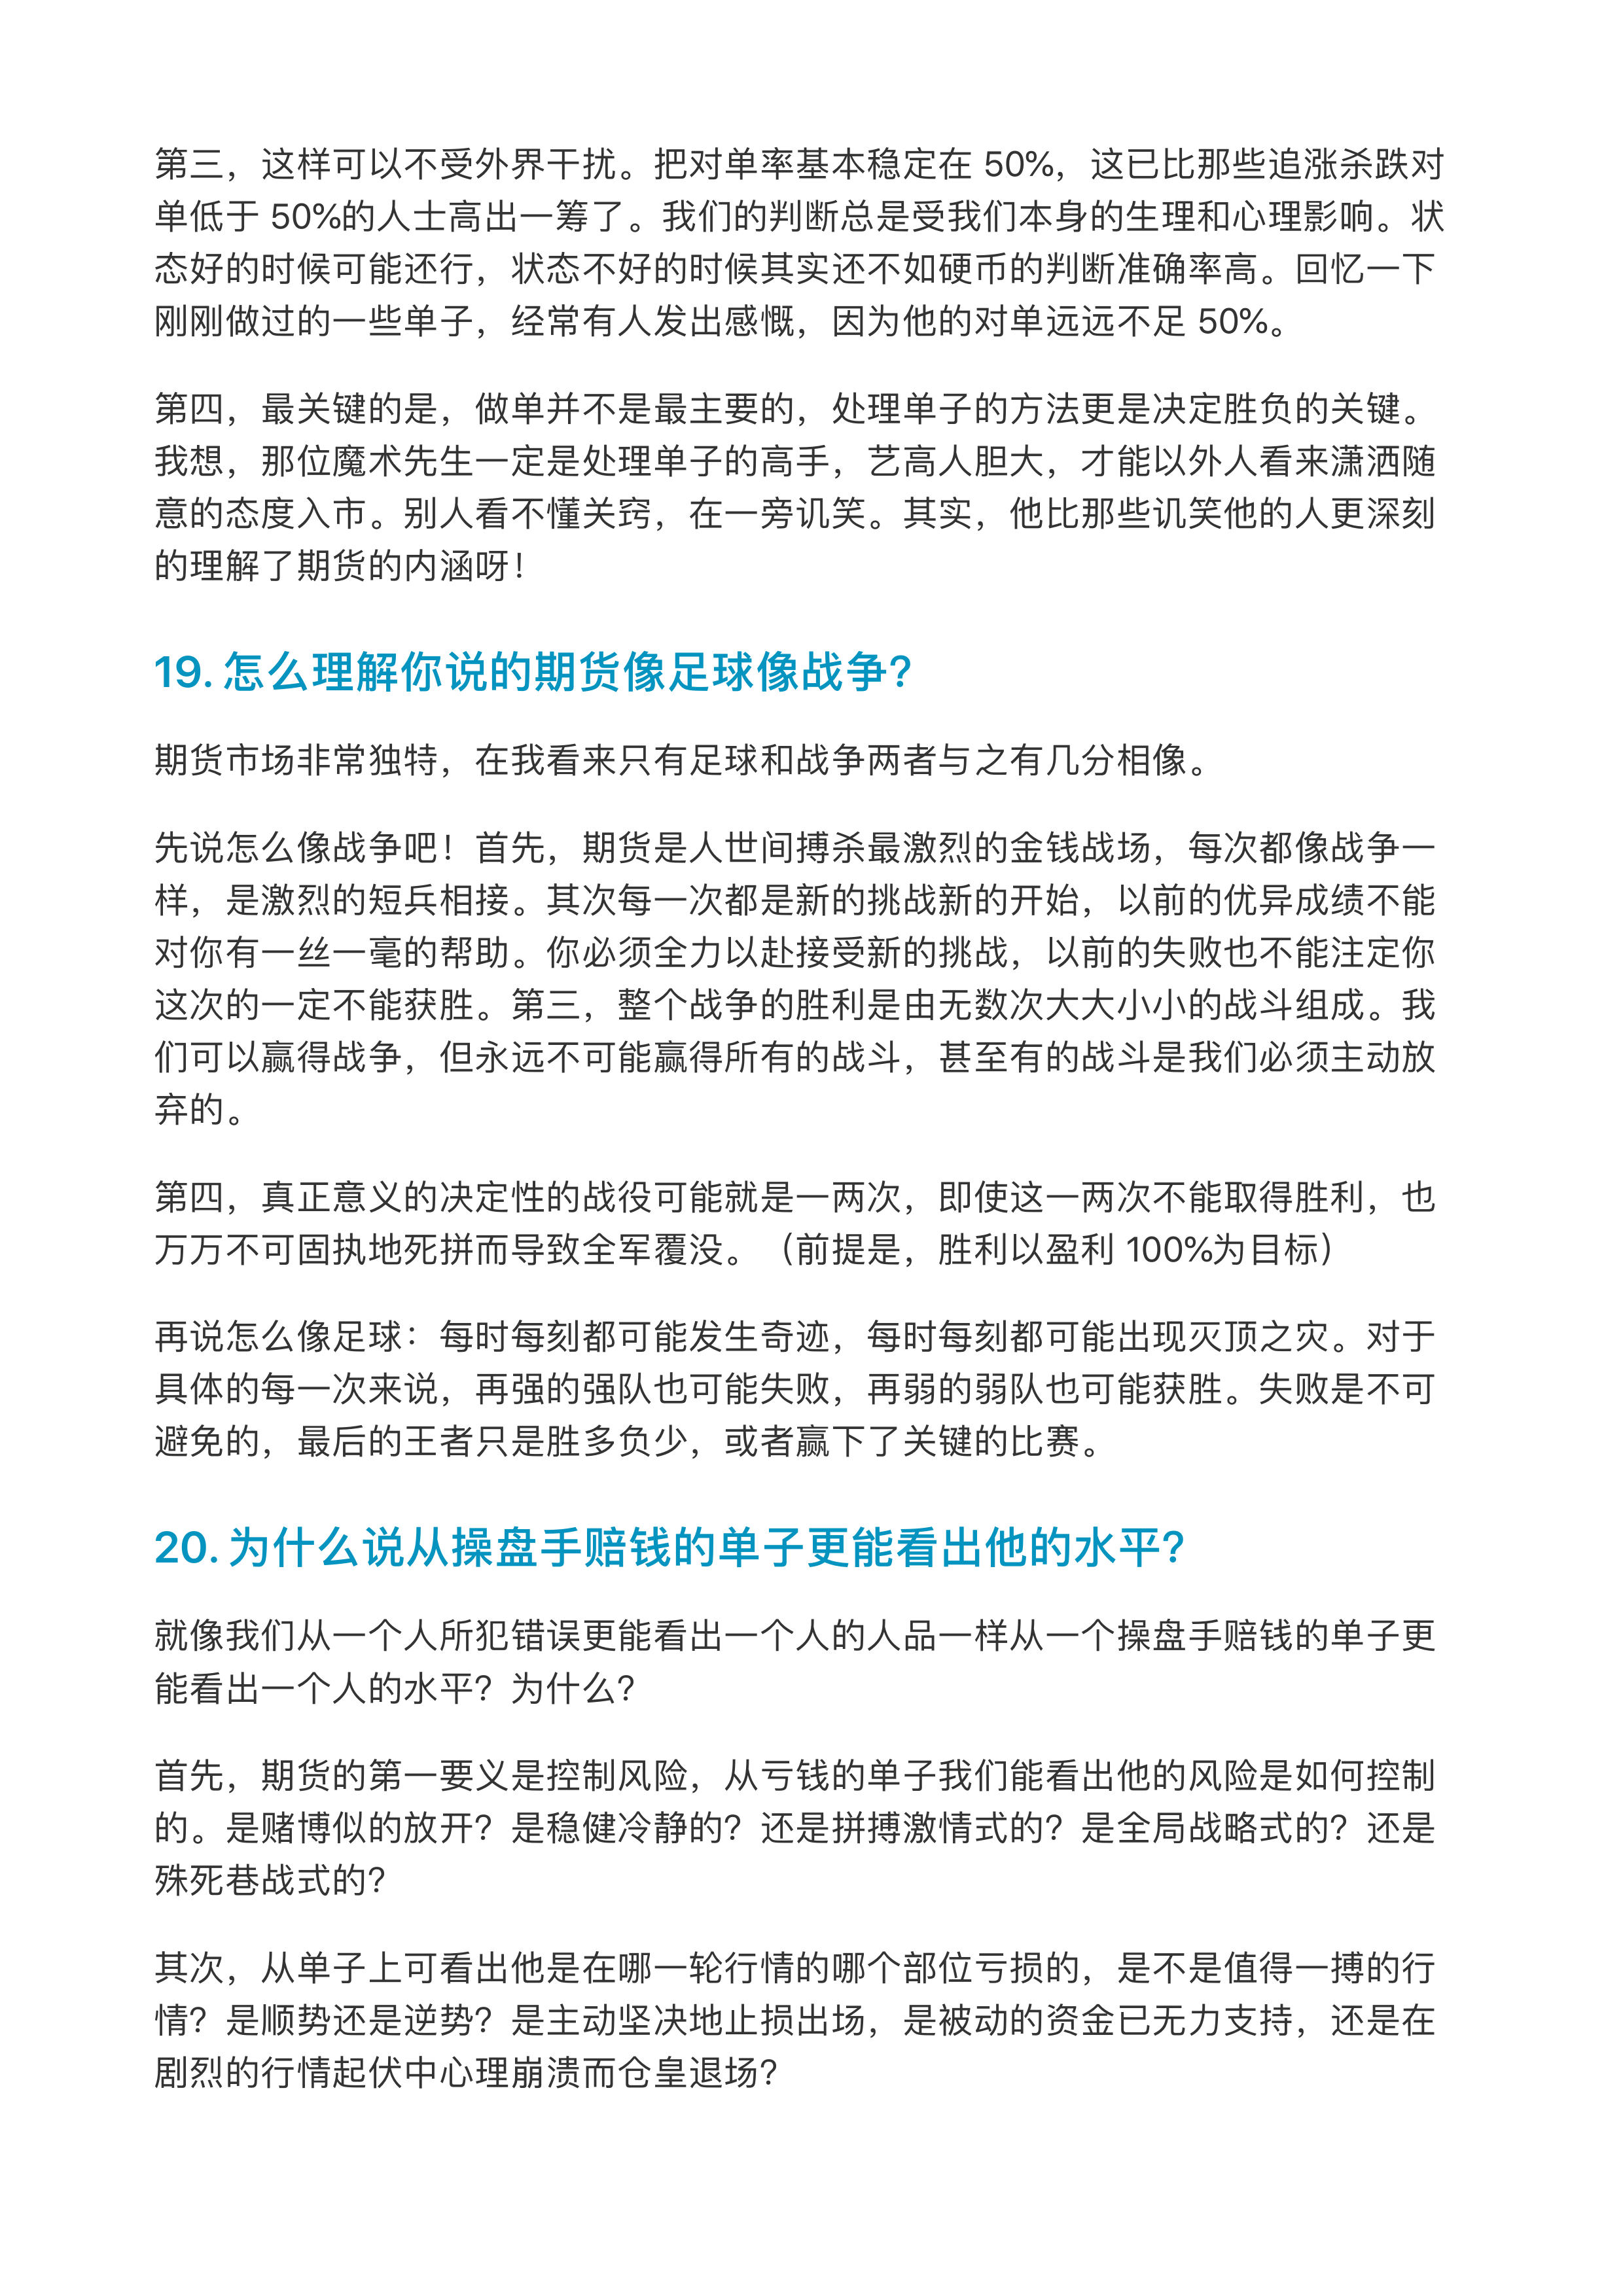 第三，这样可以不受外界干扰。把对单率基本稳定在 50%，这已比那些追涨杀跌对
单低于 50%的人士高出一筹了。我们的判断总是受我们本身的生理和心理影响。状
态好的时候可能还行，状态不好的时候其实还不如硬币的判断准确率高。回忆一下
刚刚做过的一些单子，经常有人发出感慨，因为他的对单远远不足 50%。
第四，最关键的是，做单并不是最主要的，处理单子的方法更是决定胜负的关键。
我想，那位魔术先生一定是处理单子的高手，艺高人胆大，才能以外人看来潇洒随
意的态度入市。别人看不懂关窍，在一旁讥笑。其实，他比那些讥笑他的人更深刻
的理解了期货的内涵呀！
19. 怎么理解你说的期货像足球像战争？
期货市场非常独特，在我看来只有足球和战争两者与之有几分相像。
先说怎么像战争吧！首先，期货是人世间搏杀最激烈的金钱战场，每次都像战争一
样，是激烈的短兵相接。其次每一次都是新的挑战新的开始，以前的优异成绩不能
对你有一丝一毫的帮助。你必须全力以赴接受新的挑战，以前的失败也不能注定你
这次的一定不能获胜。第三，整个战争的胜利是由无数次大大小小的战斗组成。我
们可以赢得战争，但永远不可能赢得所有的战斗，甚至有的战斗是我们必须主动放
弃的。
第四，真正意义的决定性的战役可能就是一两次，即使这一两次不能取得胜利，也
万万不可固执地死拼而导致全军覆没。（前提是，胜利以盈利 100%为目标）
再说怎么像足球：每时每刻都可能发生奇迹，每时每刻都可能出现灭顶之灾。对于
具体的每一次来说，再强的强队也可能失败，再弱的弱队也可能获胜。失败是不可
避免的，最后的王者只是胜多负少，或者赢下了关键的比赛。
20. 为什么说从操盘手赔钱的单子更能看出他的水平？
就像我们从一个人所犯错误更能看出一个人的人品一样从一个操盘手赔钱的单子更
能看出一个人的水平？为什么？
首先，期货的第一要义是控制风险，从亏钱的单子我们能看出他的风险是如何控制
的。是赌博似的放开？是稳健冷静的？还是拼搏激情式的？是全局战略式的？还是
殊死巷战式的？
其次，从单子上可看出他是在哪一轮行情的哪个部位亏损的，是不是值得一搏的行
情？是顺势还是逆势？是主动坚决地止损出场，是被动的资金已无力支持，还是在
剧烈的行情起伏中心理崩溃而仓皇退场？